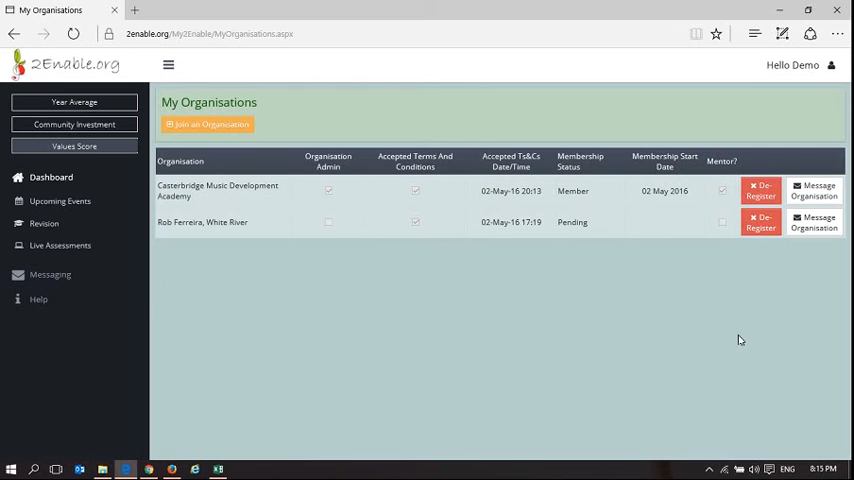 My Organisations
2enable.org/My2Enable/MyOrganisations.aspx
2Enable.org
Hello Demo
Year Average
Community Investment
Values Score
Dashboard
Upcoming Events
Revision
Live Assessments
Messaging
Help
My Organisations
Join an Organisation
Organisation
Organisation Admin
Accepted Terms And Conditions
Accepted Ts&Cs Date/Time
Membership Status
Membership Start Date
Mentor?
Casterbridge Music Development Academy
02-May-16 20:13
Member
02 May 2016
De-Register
Message Organisation
Rob Ferreira, White River
02-May-16 17:19
Pending
De-Register
Message Organisation
ENG
8:15 PM